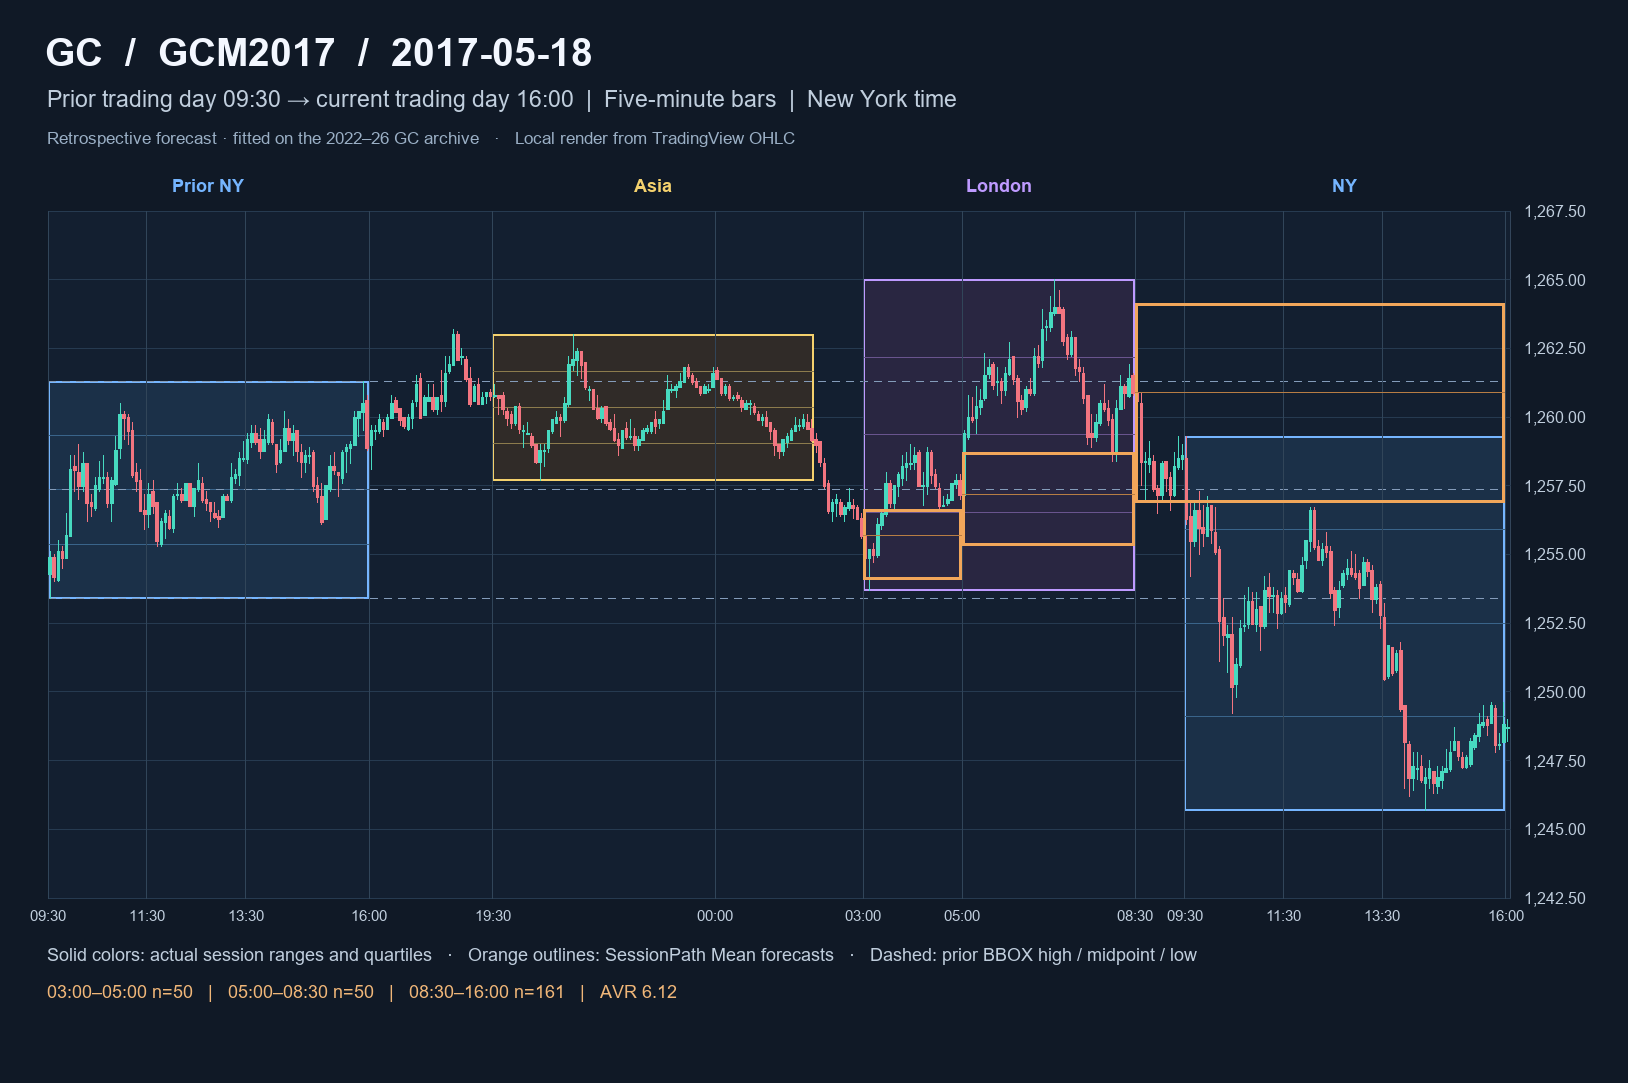 GC / GCM2017 / 2017-05-18
Prior trading day 09:30 → current trading day 16:00 | Five-minute bars | New York time
Retrospective forecast · fitted on the 2022–26 GC archive · Local render from TradingView OHLC
Prior NY Asia London NY
1,267.50
1,265.00
1,262.50
1,260.00
1,257.50
1,255.00
1,252.50
1,250.00
1,247.50
1,245.00
1,242.50
09:30 11:30 13:30 16:00 19:30 00:00 03:00 05:00 08:30 09:30 11:30 13:30 16:00
Solid colors: actual session ranges and quartiles · Orange outlines: SessionPath Mean forecasts · Dashed: prior BBOX high / midpoint / low
03:00–05:00 n=50 | 05:00–08:30 n=50 | 08:30–16:00 n=161 | AVR 6.12